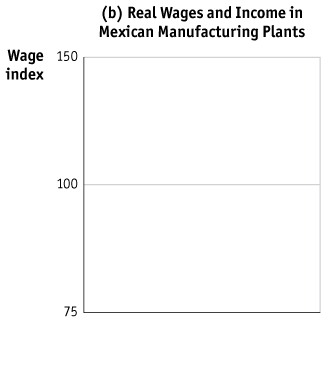 (b) Real Wages and Income in
Mexican Manufacturing Plants
Wage
index
150
100
75